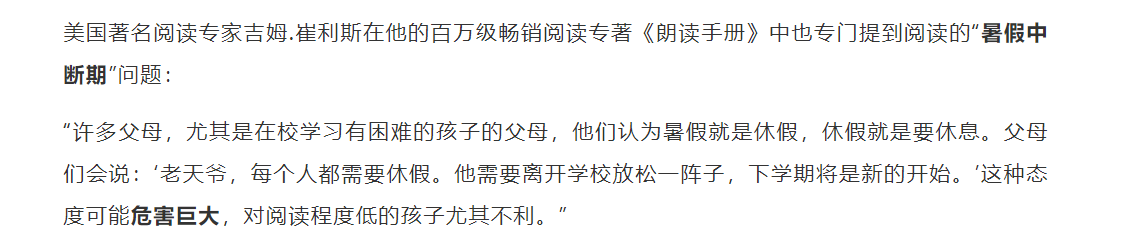 美国著名阅读专家吉姆.崔利斯在他的百万级畅销阅读专著《朗读手册》中也专门提到阅读的“暑假中
断期”问题：
“许多父母，尤其是在校学习有困难的孩子的父母，他们认为暑假就是休假，休假就是要休息。父母
们会说：‘老天爷，每个人都需要休假。他需要离开学校放松一阵子，下学期将是新的开始。’这种态
度可能危害巨大，对阅读程度低的孩子尤其不利。”